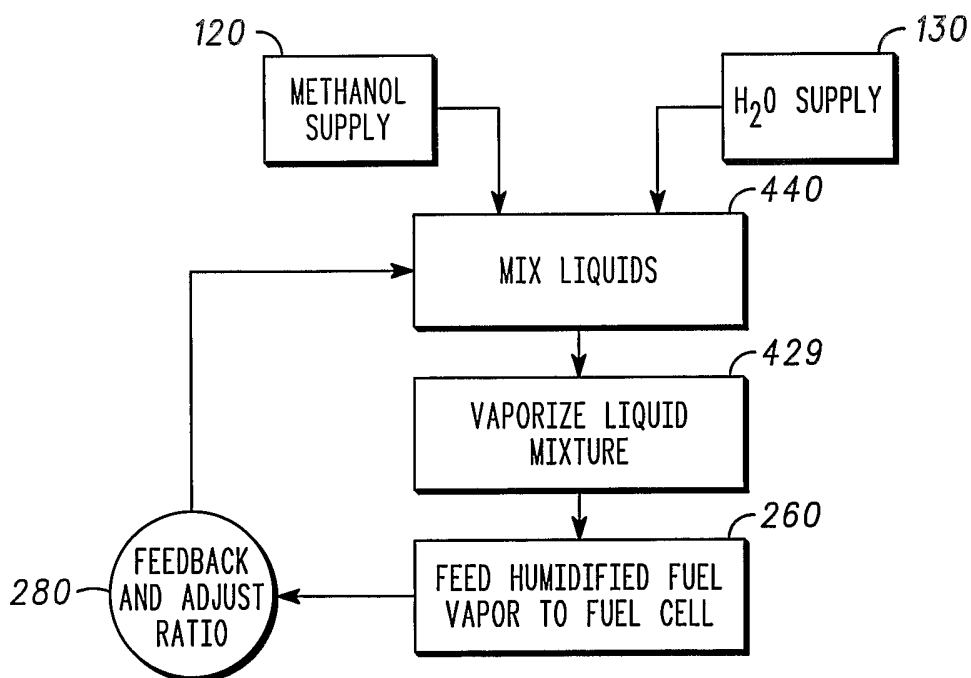 120
METHANOL
SUPPLY
130
H₂O SUPPLY
440
MIX LIQUIDS
429
VAPORIZE LIQUID
MIXTURE
260
FEED HUMIDIFIED FUEL
VAPOR TO FUEL CELL
280
FEEDBACK
AND ADJUST
RATIO